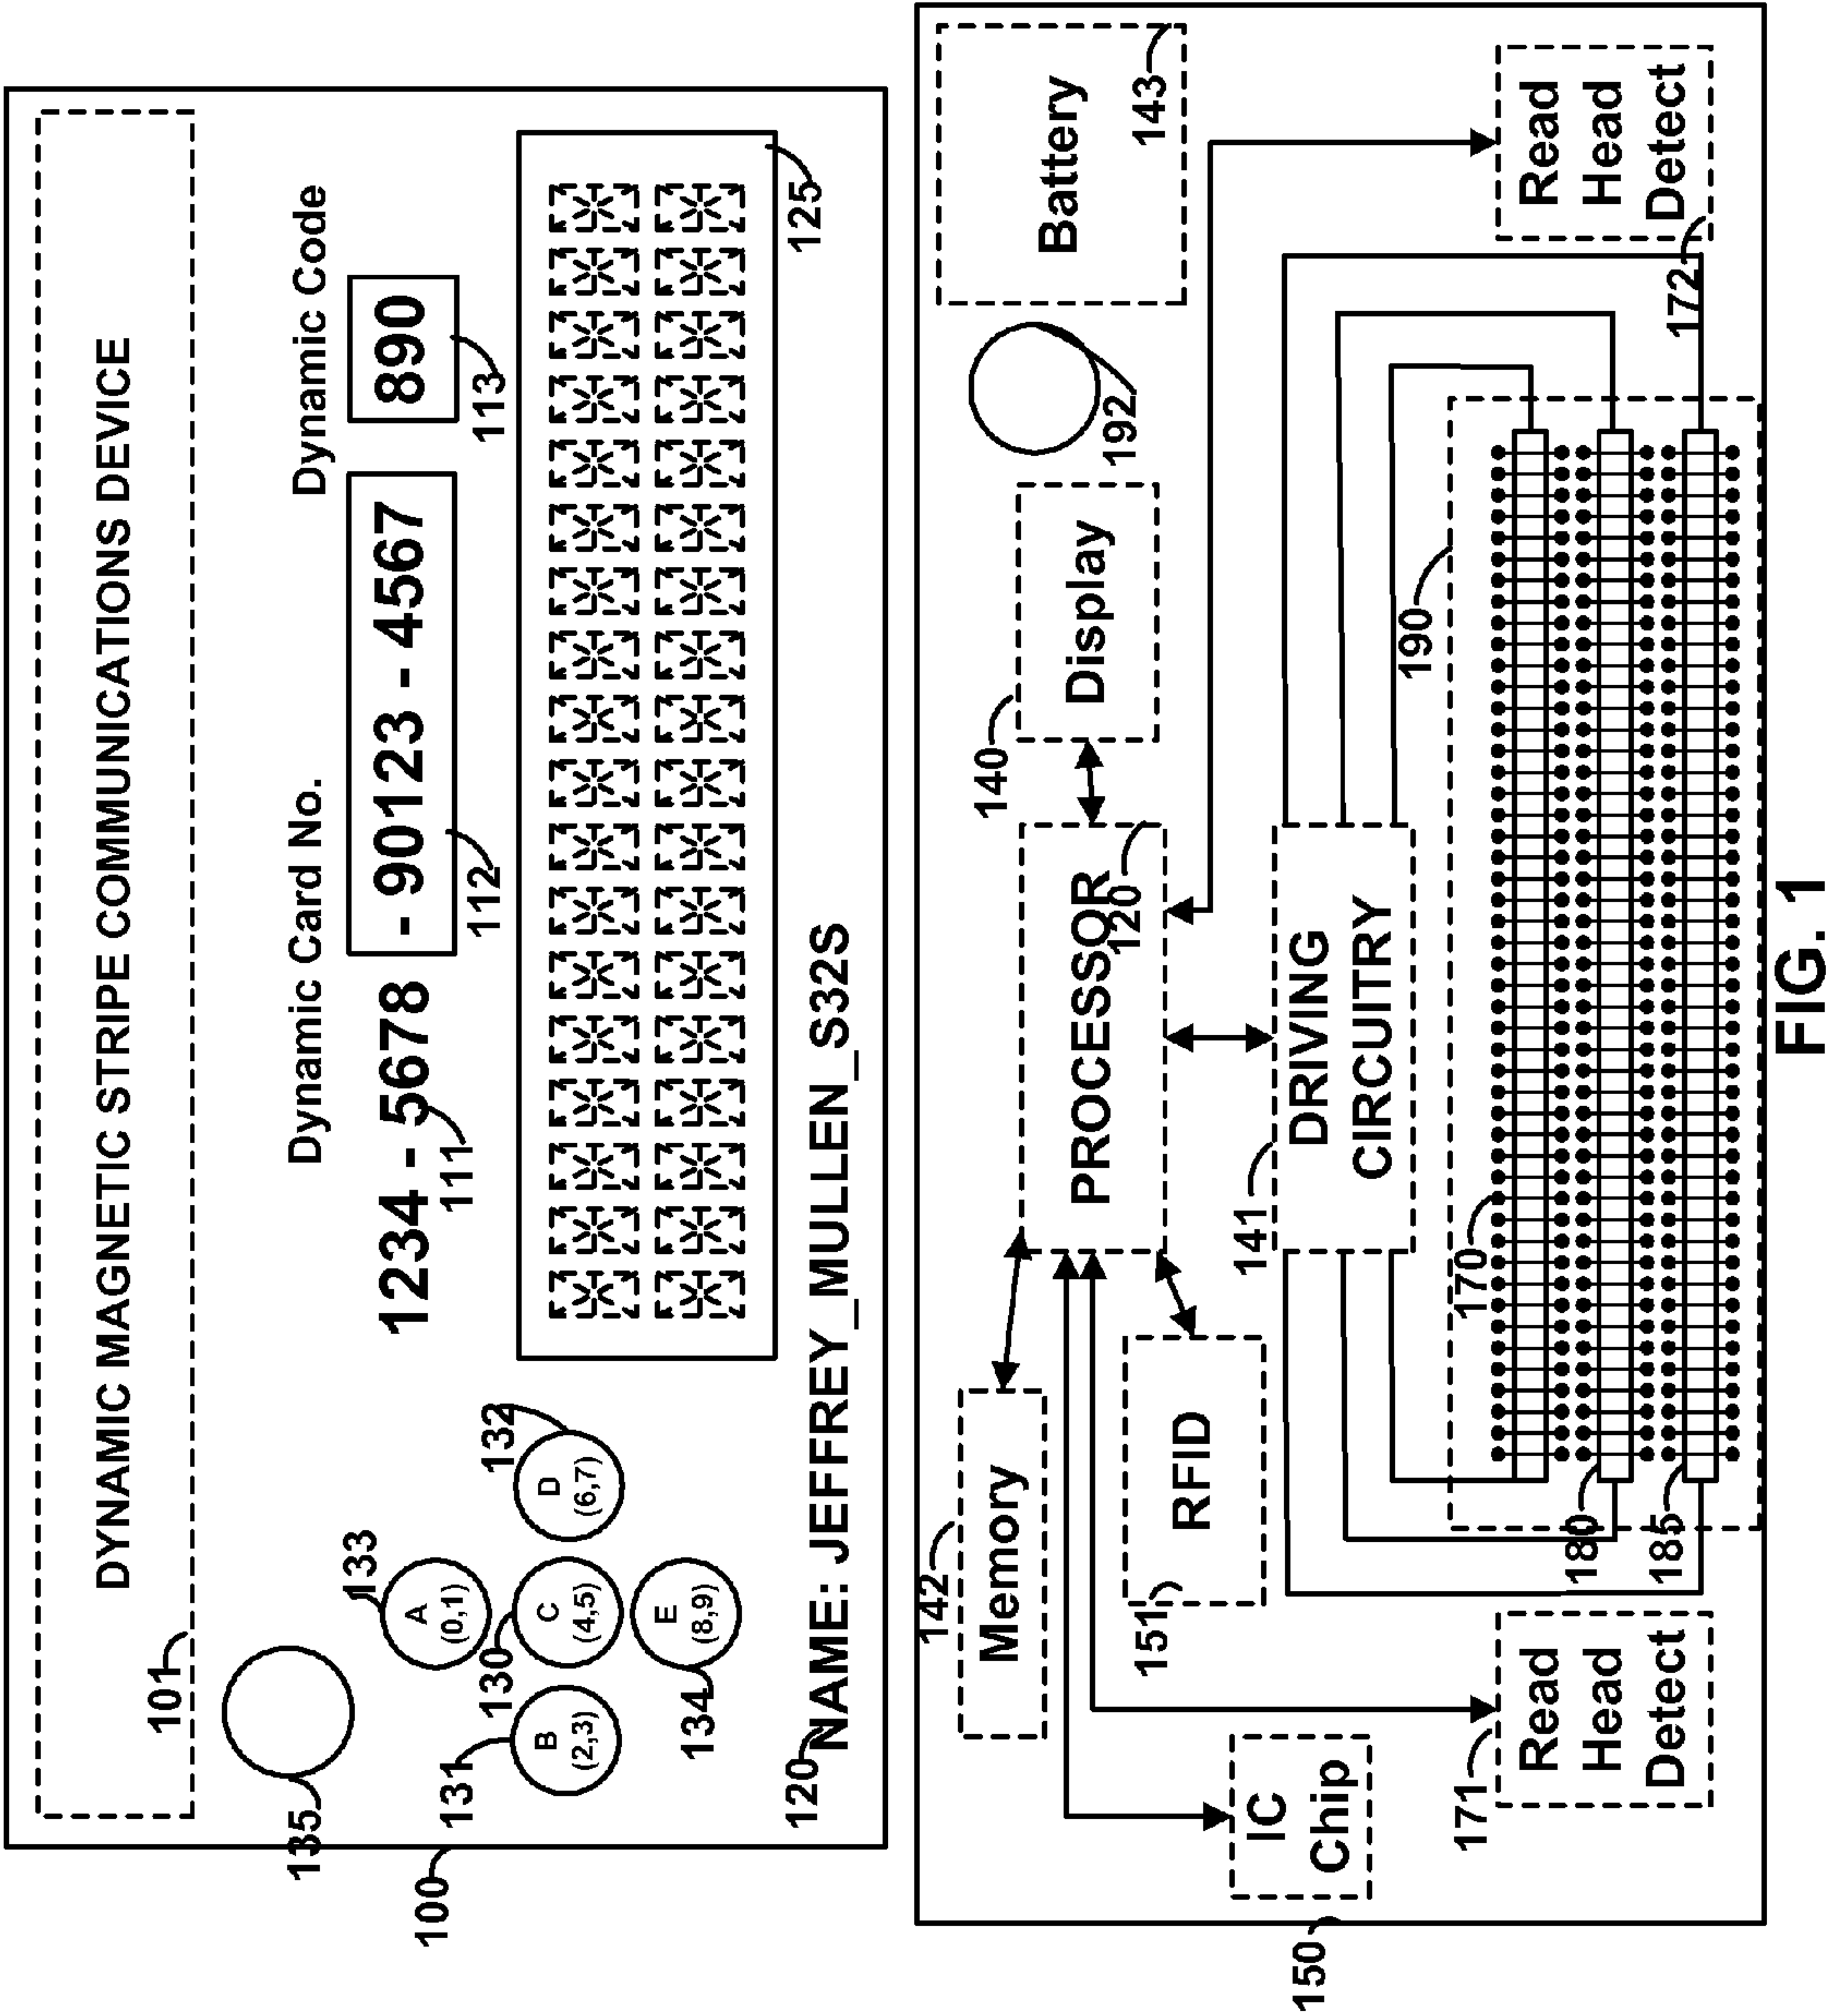 DYNAMIC MAGNETIC STRIPE COMMUNICATIONS DEVICE
101
135
Dynamic Card No.
Dynamic Code
133
1234 - 5678
- 90123 - 4567
890
111
112
113
A
(0,1)
131
130
132
B
(2,3)
C
(4,5)
D
(6,7)
E
(8,9)
134
125
100
120
NAME: JEFFREY_MULLEN_S32S
142
140
Memory
PROCESSOR
120
Display
192
Battery
143
151
RFID
150
IC
Chip
141
DRIVING
CIRCUITRY
171
Read
Head
Detect
170
190
180
185
172
Read
Head
Detect
FIG. 1